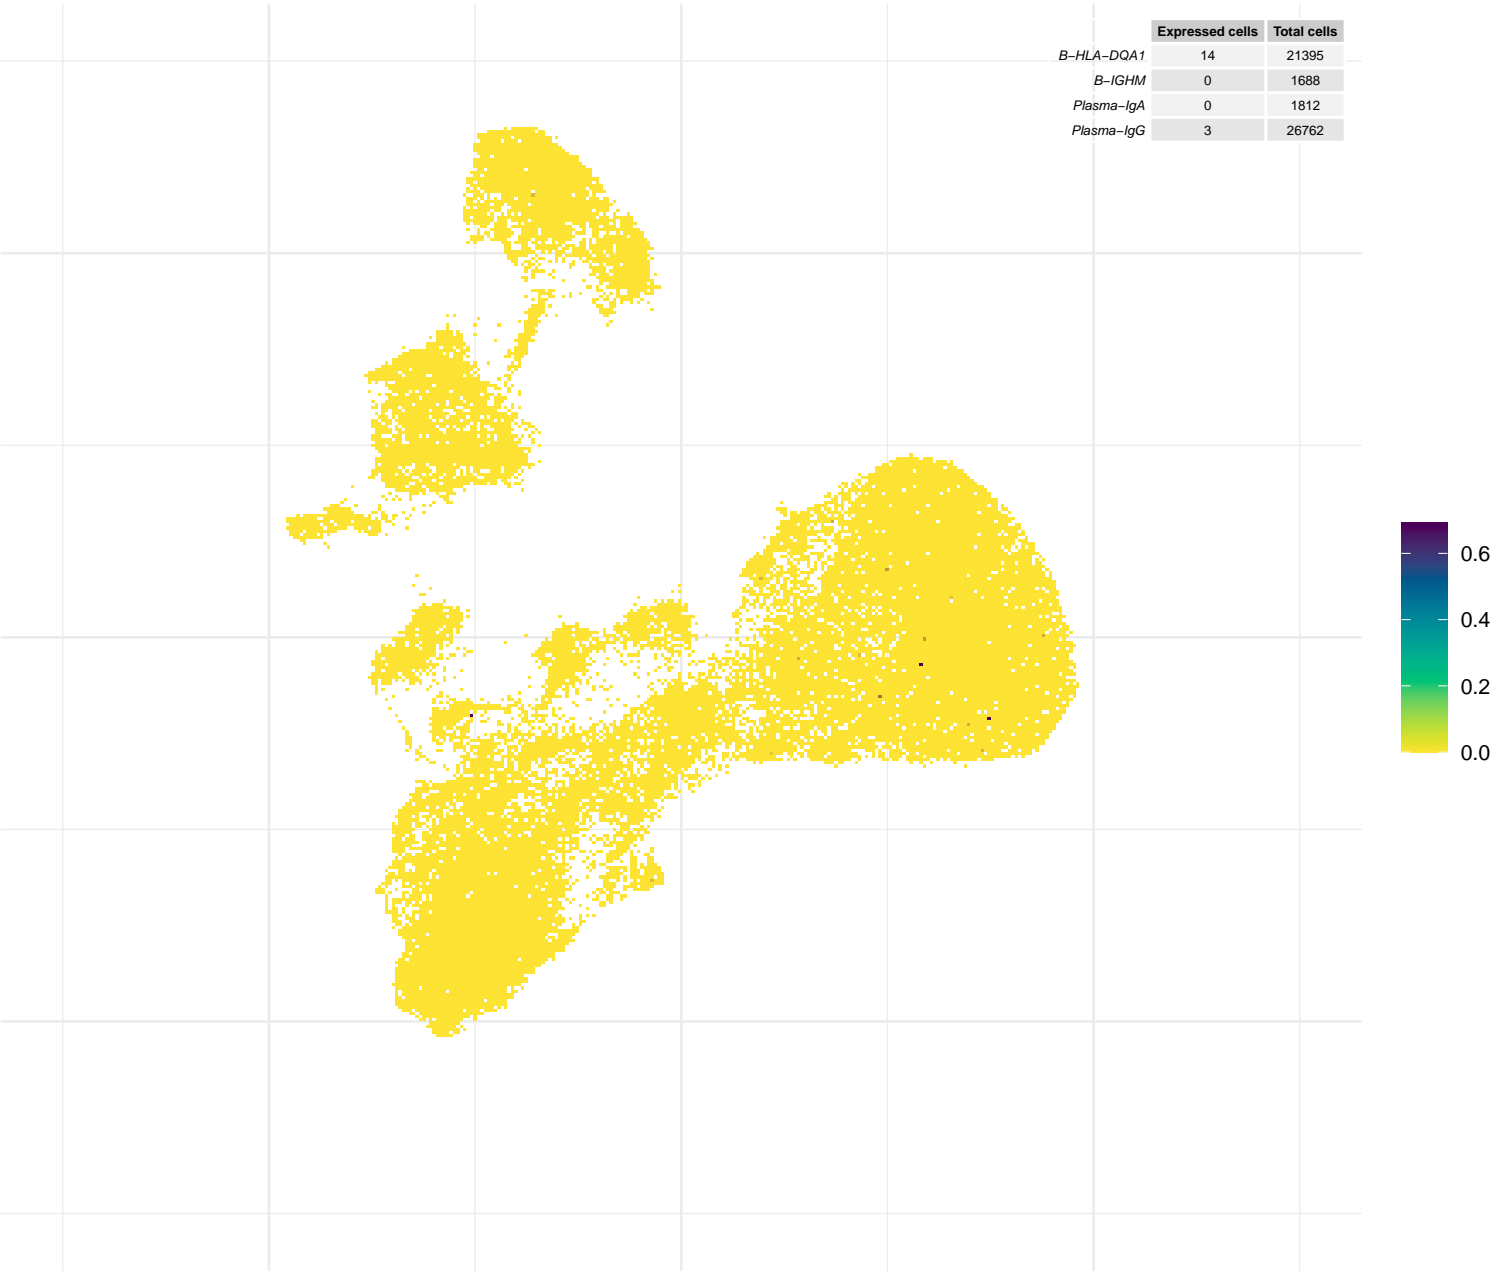 Expressed cells Total cells
B−HLA−DQA1 14 21395
B−IGHM 0 1688
Plasma−IgA 0 1812
Plasma−IgG 3 26762
0.6
0.4
0.2
0.0